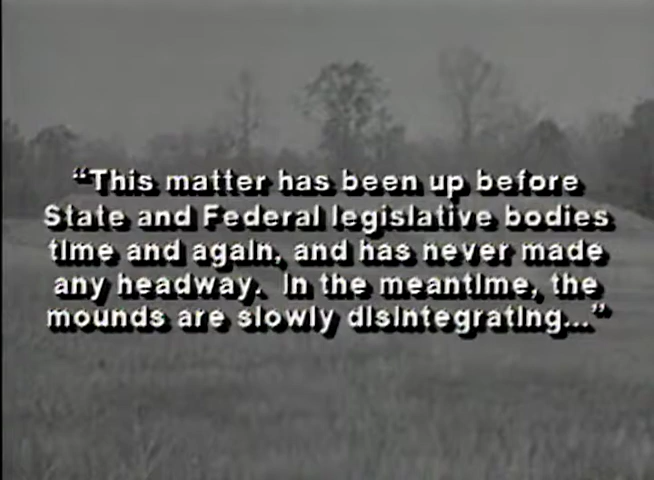 “This matter has been up before
State and Federal legislative bodies
time and again, and has never made
any headway. In the meantime, the
mounds are slowly disintegrating...”